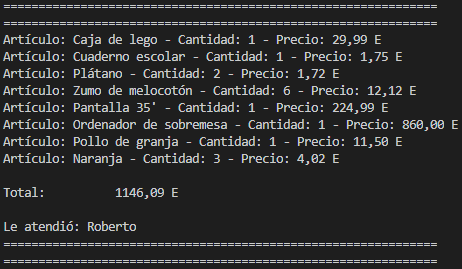 ==============================================================
==============================================================
Artículo: Caja de lego - Cantidad: 1 - Precio: 29,99 E
Artículo: Cuaderno escolar - Cantidad: 1 - Precio: 1,75 E
Artículo: Plátano - Cantidad: 2 - Precio: 1,72 E
Artículo: Zumo de melocotón - Cantidad: 6 - Precio: 12,12 E
Artículo: Pantalla 35' - Cantidad: 1 - Precio: 224,99 E
Artículo: Ordenador de sobremesa - Cantidad: 1 - Precio: 860,00 E
Artículo: Pollo de granja - Cantidad: 1 - Precio: 11,50 E
Artículo: Naranja - Cantidad: 3 - Precio: 4,02 E
Total:          1146,09 E
Le atendió: Roberto
==============================================================
==============================================================